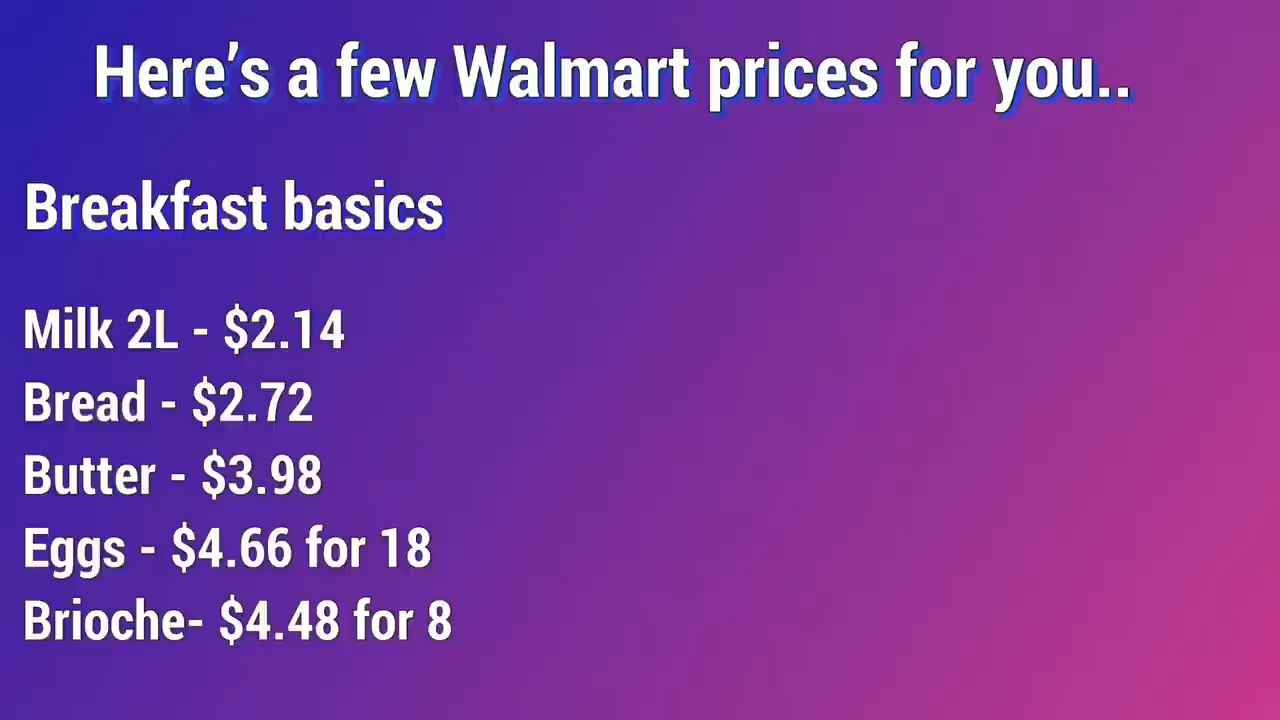 Here’s a few Walmart prices for you..
Breakfast basics
Milk 2L - $2.14
Bread - $2.72
Butter - $3.98
Eggs - $4.66 for 18
Brioche- $4.48 for 8